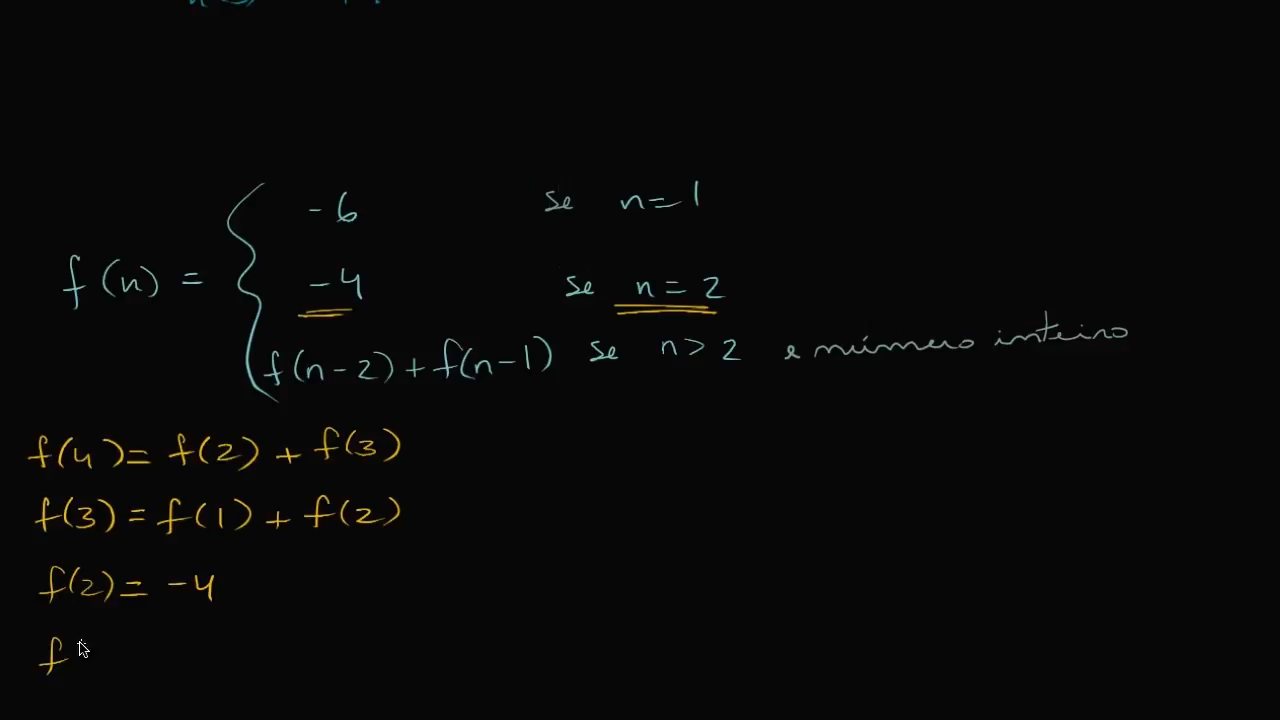 -6 se n=1
f(n) = { -4 se n=2
f(n-2)+f(n-1) se n>2 e número inteiro
f(4)= f(2) + f(3)
f(3) = f(1) + f(2)
f(2) = -4
f